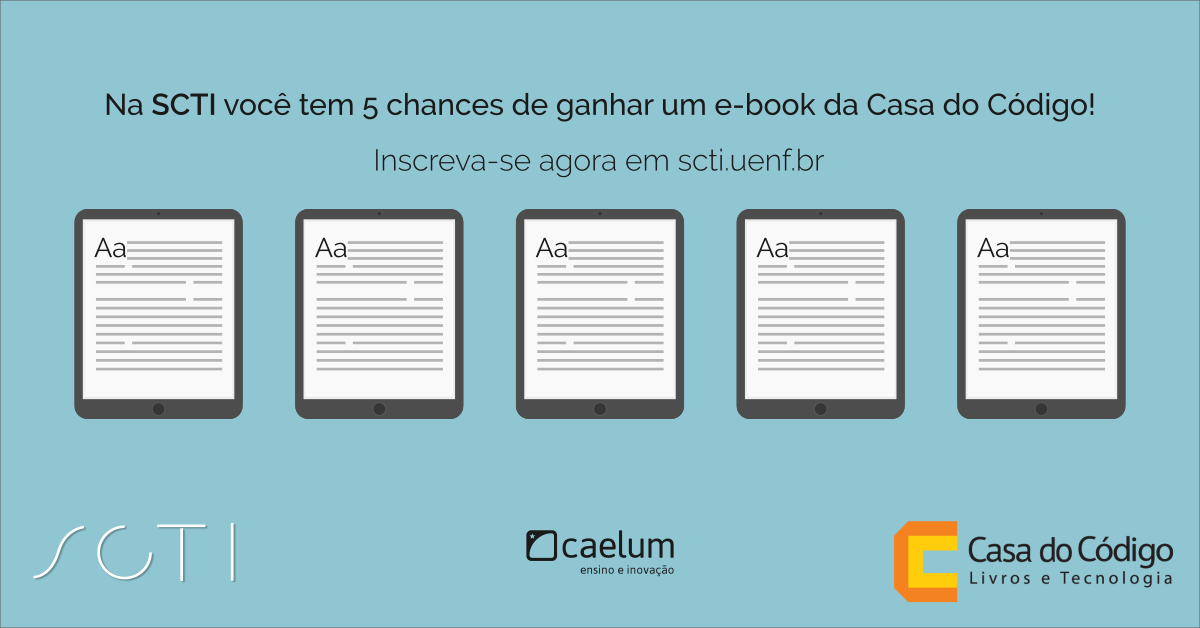 Na SCTI você tem 5 chances de ganhar um e-book da Casa do Código!
Inscreva-se agora em scti.uenf.br
Aa Aa Aa Aa Aa
SCTI
caelum
ensino e inovação
Casa do Código
Livros e Tecnologia